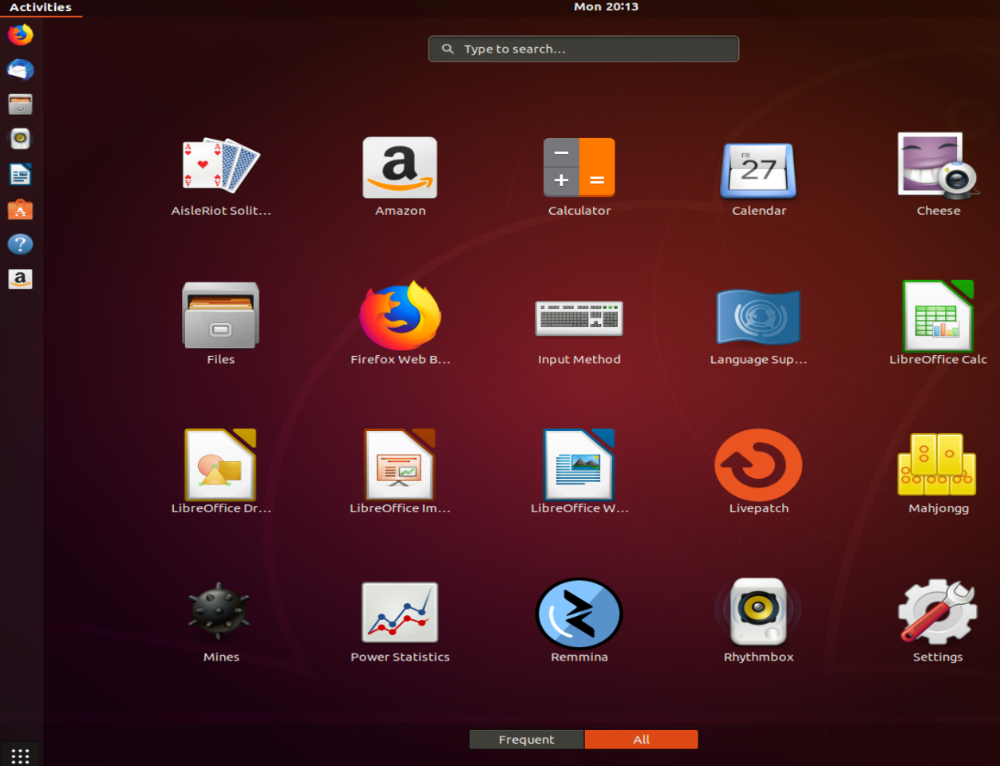 Activities
Mon 20:13
Type to search...
FR
27
AisleRiot Solit...
Amazon
Calculator
Calendar
Cheese
Files
Firefox Web B...
Input Method
Language Sup...
LibreOffice Calc
LibreOffice Dr...
LibreOffice Im...
LibreOffice W...
Livepatch
Mahjongg
Mines
Power Statistics
Remmina
Rhythmbox
Settings
Frequent
All